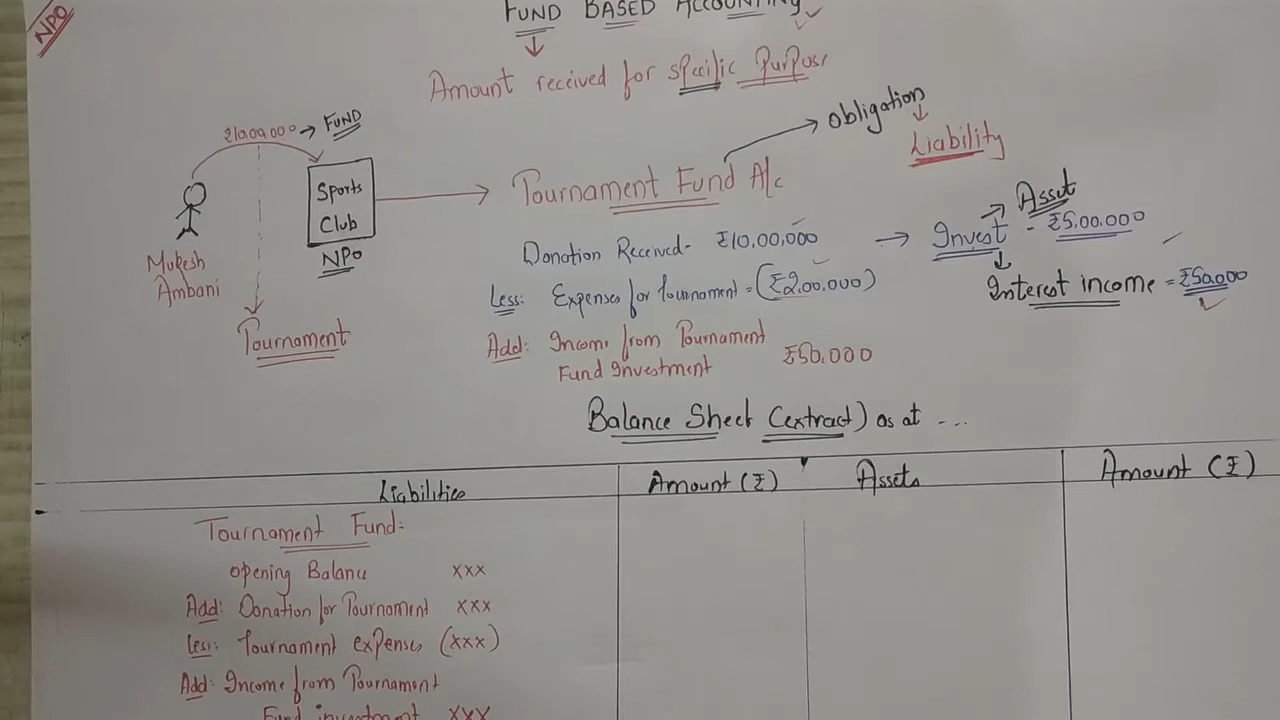 NPO
FUND BASED ACCOUNTING
Amount received for specific Purpose
₹10,00,000 → FUND
Sports
Club
NPO
Mukesh
Ambani
Tournament
Tournament Fund A/c
obligation
Liability
Donation Received- ₹10,00,000 → Invest - ₹5,00,000
Asset
Less: Expenses for tournament = (₹2,00,000)
Interest income = ₹50,000
Add: Income from Tournament
Fund Investment ₹50,000
Balance Sheet (extract) as at ...
Liabilities Amount (₹) Assets Amount (₹)
Tournament Fund:
opening Balance xxx
Add: Donation for Tournament xxx
Less: Tournament expenses (xxx)
Add: Income from Tournament
Fund investment xxx